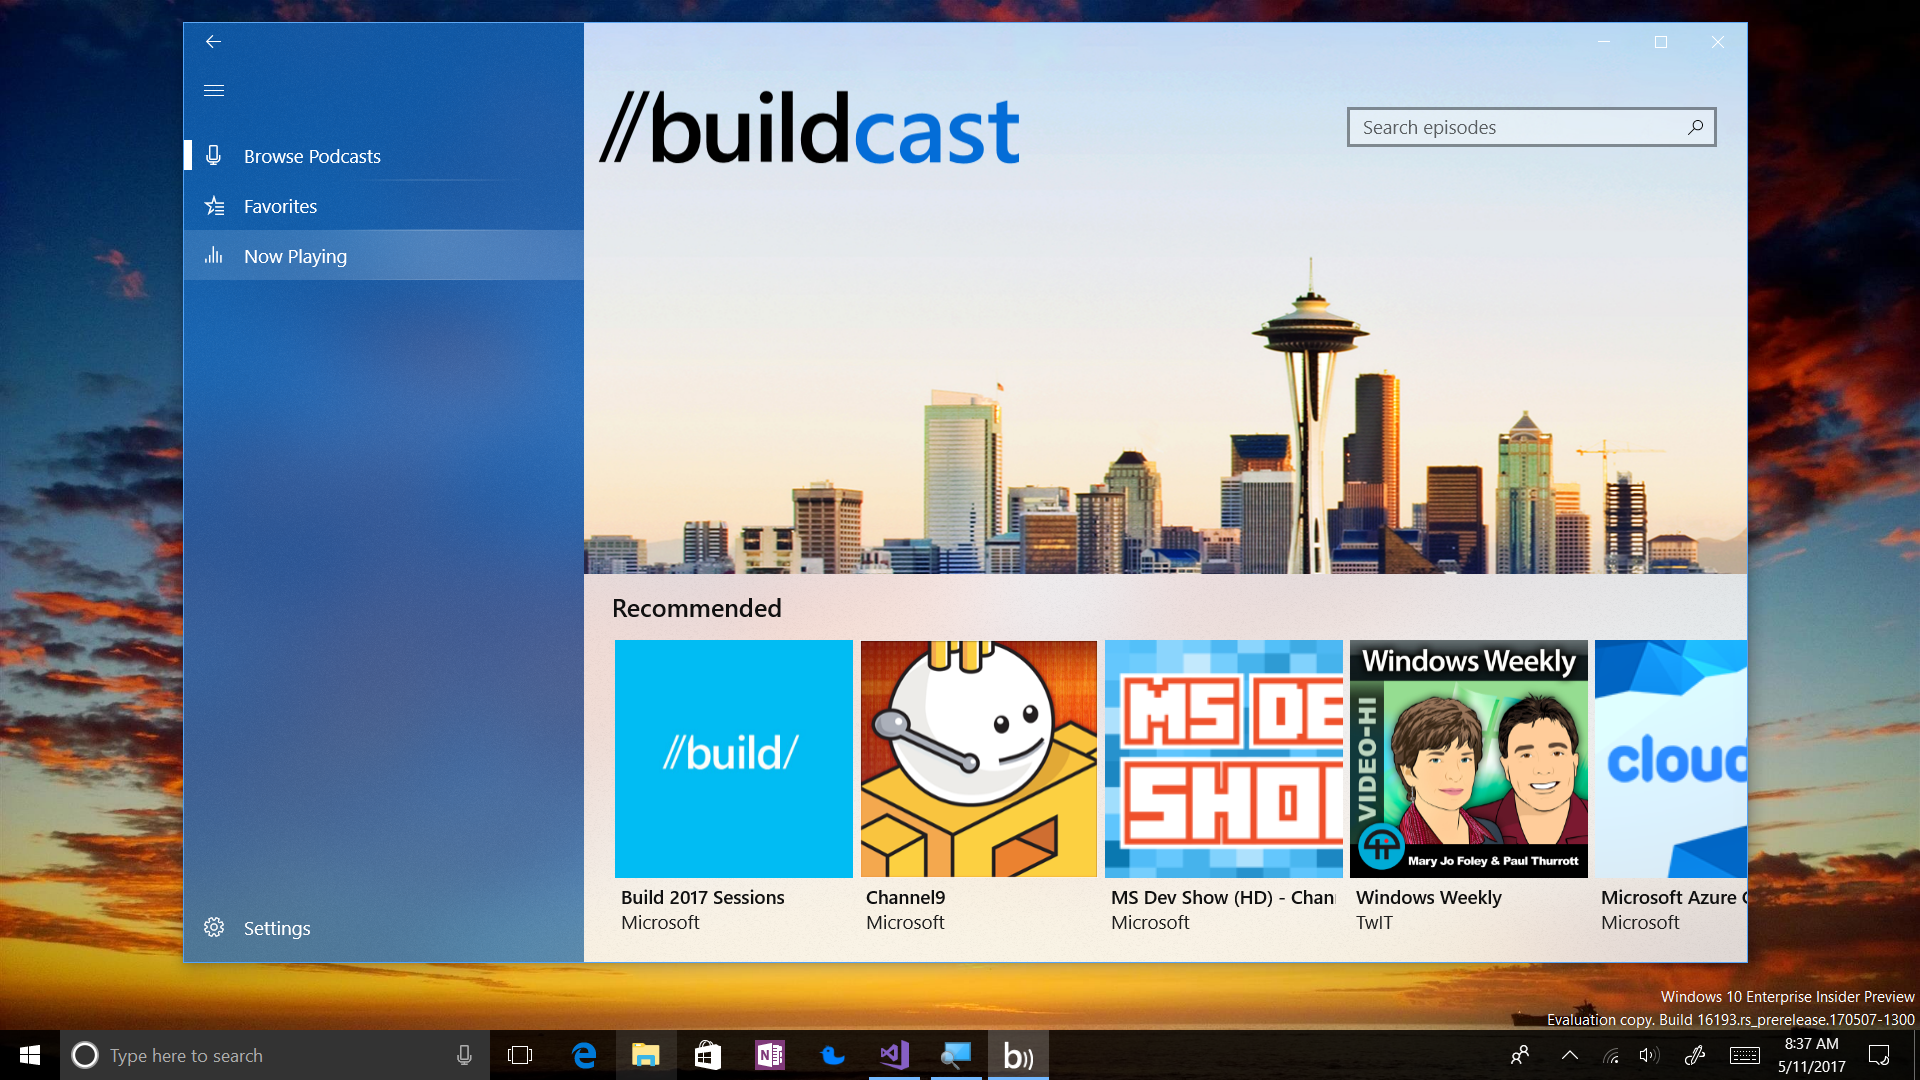 //buildcast
Search episodes
Browse Podcasts
Favorites
Now Playing
Settings
Recommended
//build/
MS DE
SHO
Windows Weekly
VIDEO-HI
Mary Jo Foley & Paul Thurrott
cloud
Build 2017 Sessions
Microsoft
Channel9
Microsoft
MS Dev Show (HD) - Chan
Microsoft
Windows Weekly
TwiT
Microsoft Azure
Microsoft
Windows 10 Enterprise Insider Preview
Evaluation copy. Build 16193.rs_prerelease.170507-1300
Type here to search
N
b))
8:37 AM
5/11/2017